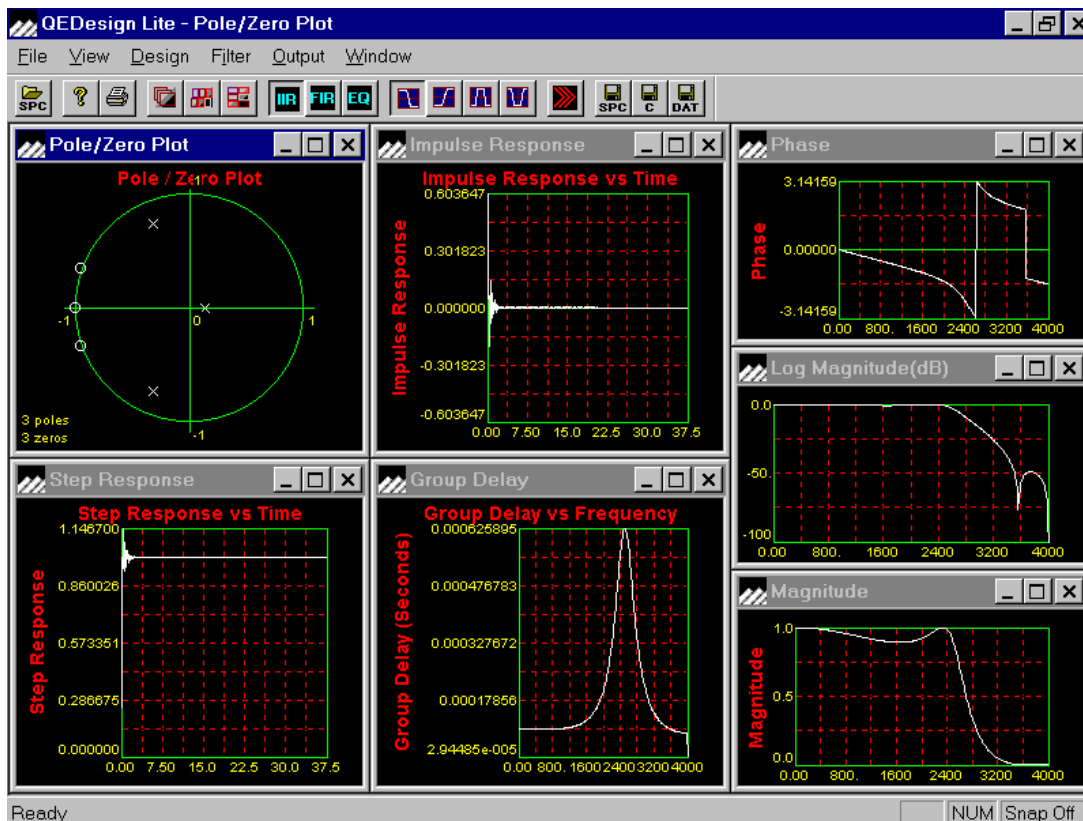 QEDesign Lite - Pole/Zero Plot
File View Design Filter Output Window
SPC ? IIR FIR EQ SPC C DAT
Pole/Zero Plot
Pole / Zero Plot
1
-1 0 1
-1
3 poles
3 zeros
Impulse Response
Impulse Response vs Time
Impulse Response
0.603647
0.301823
0.000000
-0.301823
-0.603647
0.00 7.50 15.0 22.5 30.0 37.5
Phase
Phase
3.14159
0.00000
-3.14159
0.00 800. 1600 2400 3200 4000
Log Magnitude(dB)
0.0
-50.
-100
0.00 800. 1600 2400 3200 4000
Step Response
Step Response vs Time
Step Response
1.146700
0.860026
0.573351
0.286675
0.000000
0.00 7.50 15.0 22.5 30.0 37.5
Group Delay
Group Delay vs Frequency
Group Delay (Seconds)
0.000625895
0.000476783
0.000327672
0.00017856
2.94485e-005
0.00 800. 1600 2400 3200 4000
Magnitude
Magnitude
1.0
0.5
0.0
0.00 800. 1600 2400 3200 4000
Ready NUM Snap Off